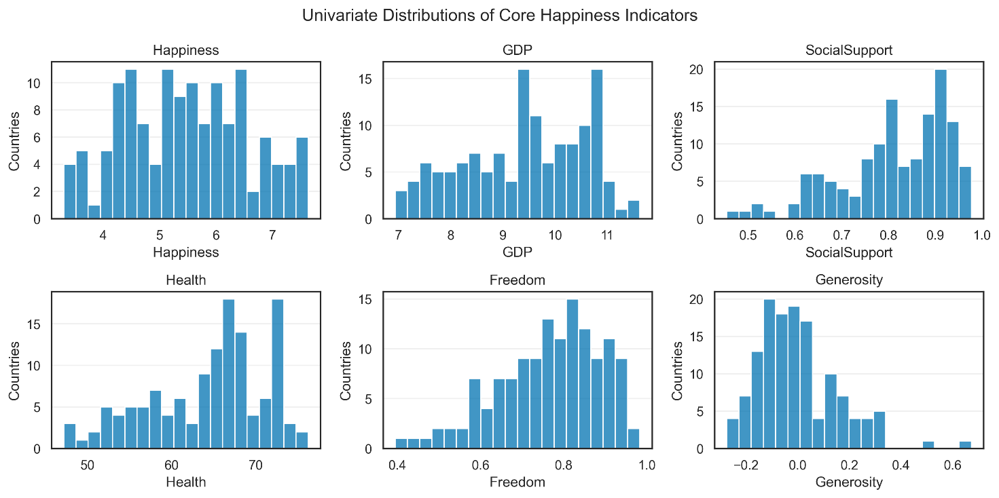 Univariate Distributions of Core Happiness Indicators
Happiness
Countries
0
2
4
6
8
10
4
5
6
7
Happiness
GDP
Countries
0
5
10
15
7
8
9
10
11
GDP
SocialSupport
Countries
0
5
10
15
20
0.5
0.6
0.7
0.8
0.9
1.0
SocialSupport
Health
Countries
0
5
10
15
50
60
70
Health
Freedom
Countries
0
5
10
15
0.4
0.6
0.8
1.0
Freedom
Generosity
Countries
0
5
10
15
20
−0.2
0.0
0.2
0.4
0.6
Generosity